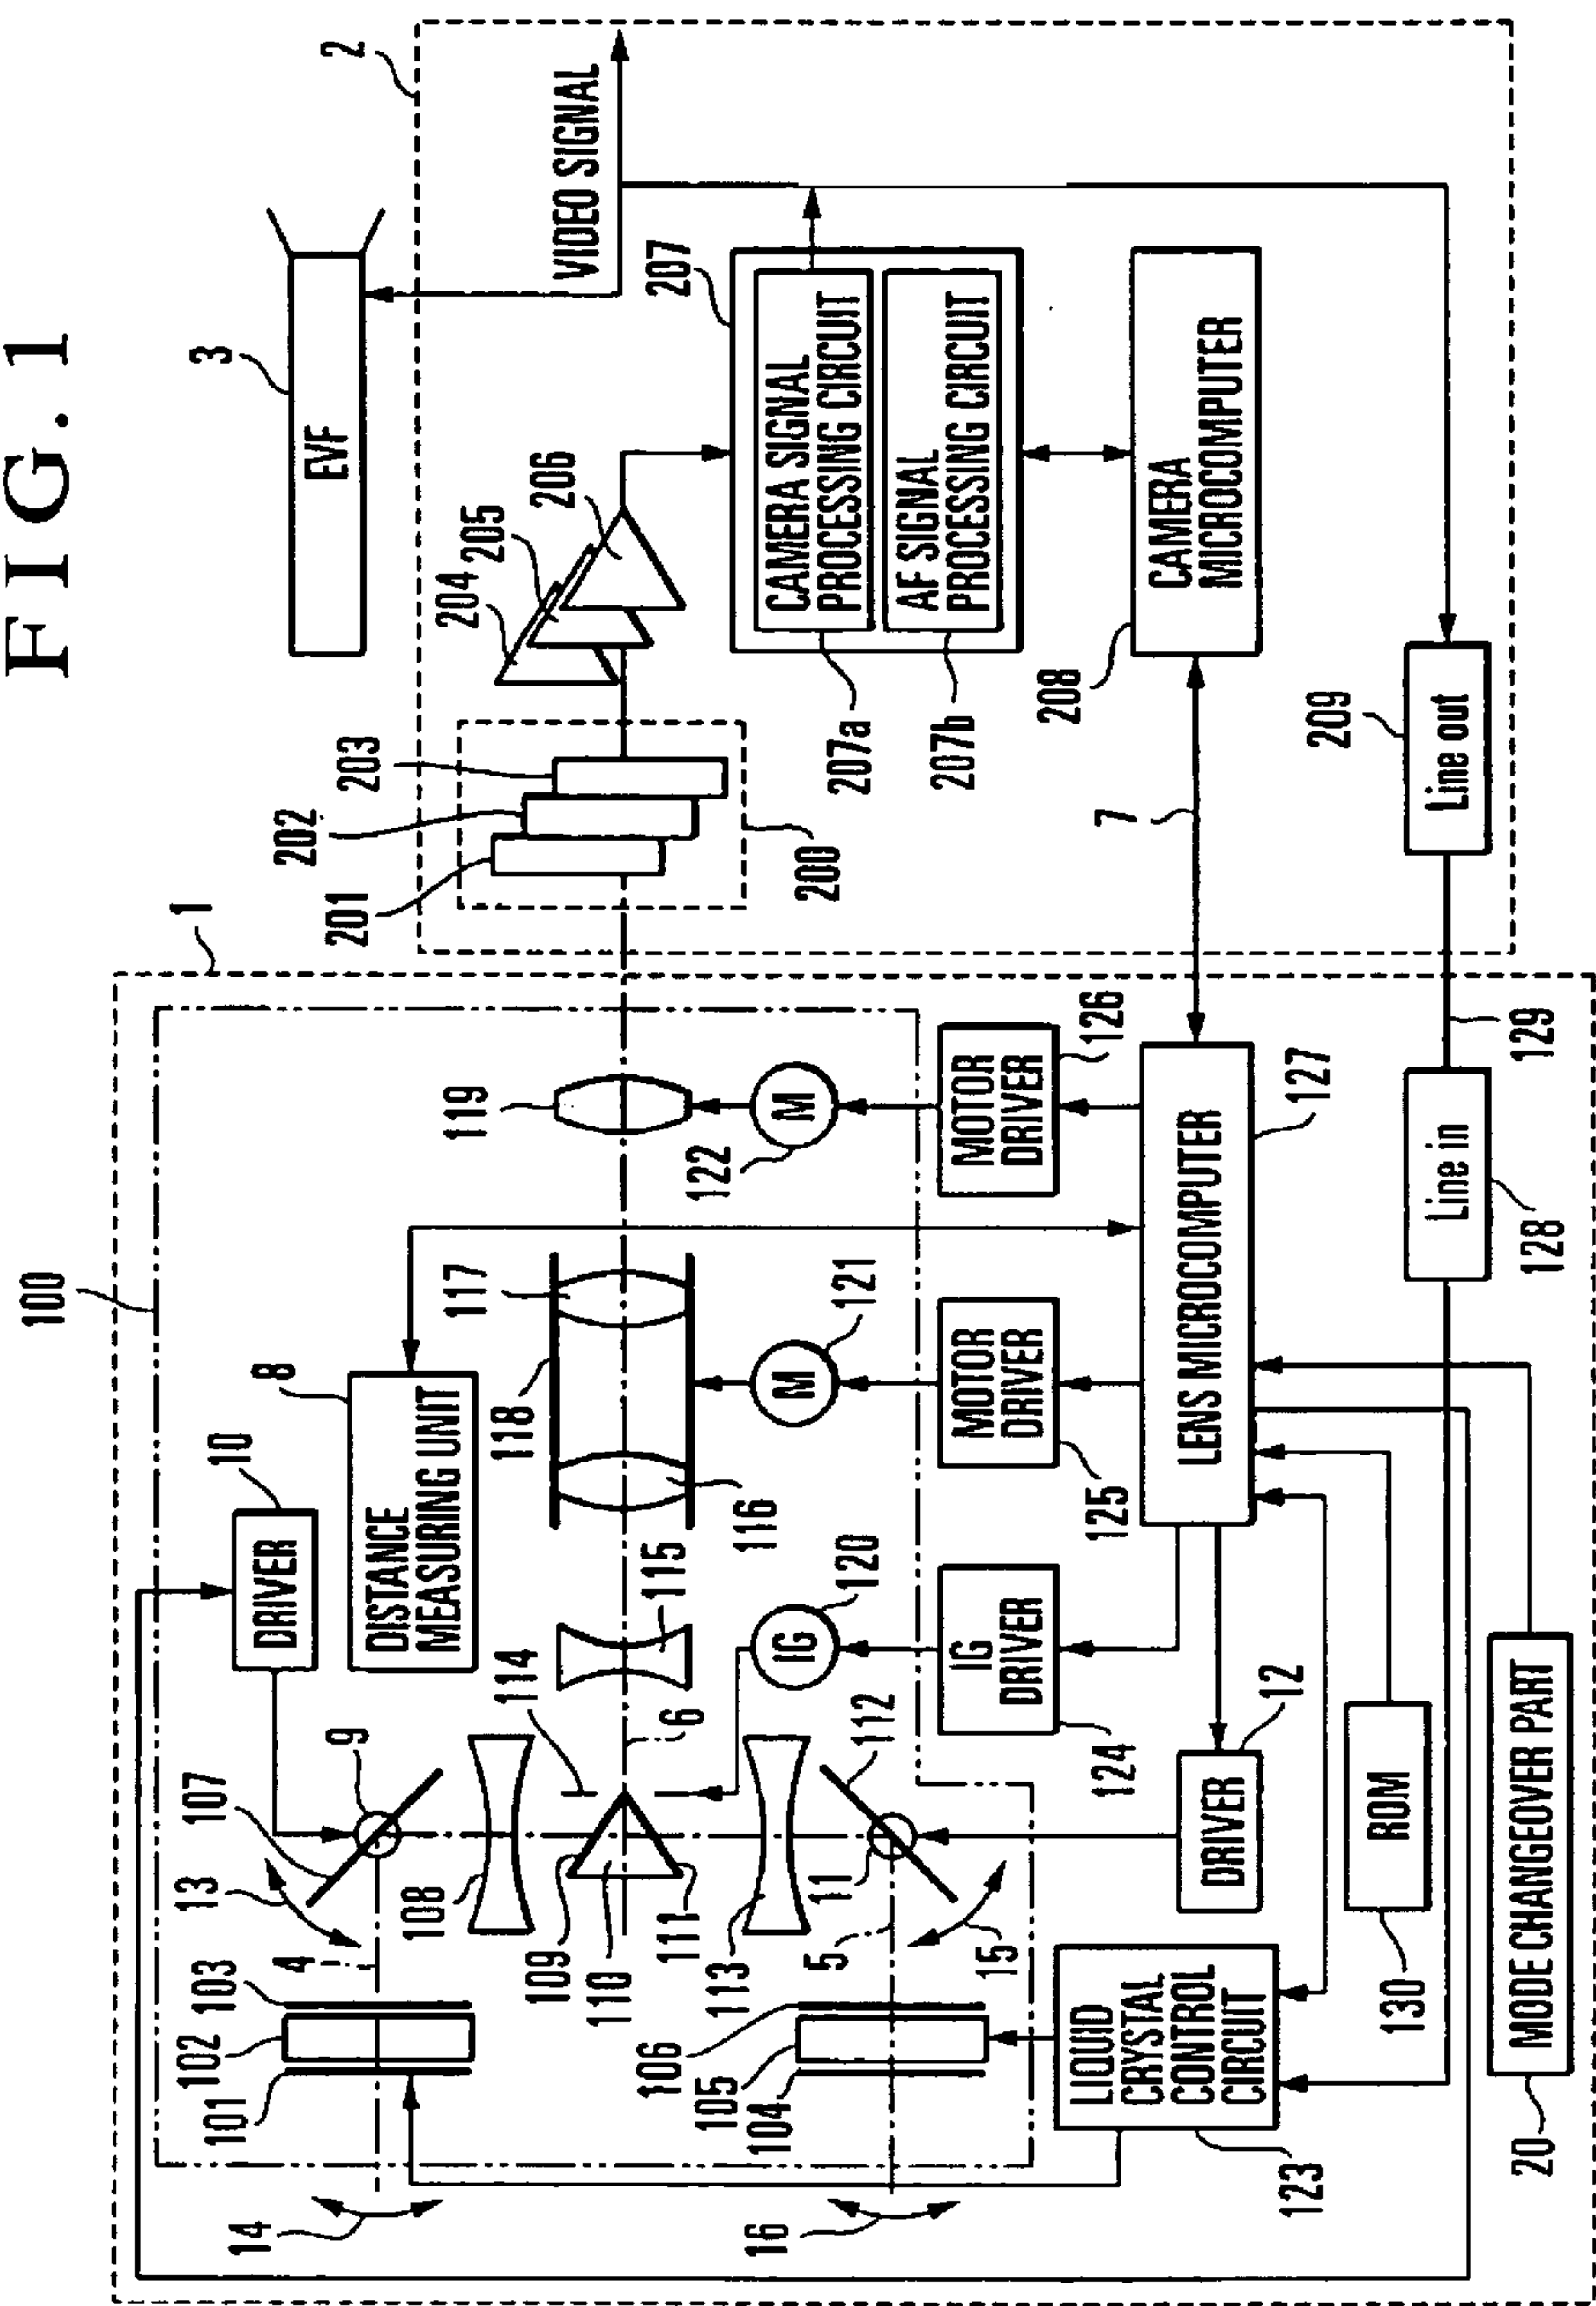 FIG. 1
100
1
2
3
EVF
VIDEO SIGNAL
10
DRIVER
8
DISTANCE
MEASURING UNIT
14
101
102
103
4
13
107
9
108
109
110
111
114
6
115
116
118
117
119
201
202
203
200
204
205
206
207
CAMERA SIGNAL
PROCESSING CIRCUIT
AF SIGNAL
PROCESSING CIRCUIT
207a
207b
16
104
105
106
5
113
11
15
112
IG
120
M
121
M
122
IG
DRIVER
124
MOTOR
DRIVER
125
MOTOR
DRIVER
126
LIQUID
CRYSTAL
CONTROL
CIRCUIT
123
DRIVER
12
LENS MICROCOMPUTER
127
7
208
CAMERA
MICROCOMPUTER
ROM
130
Line in
128
129
Line out
209
MODE CHANGEOVER PART
20